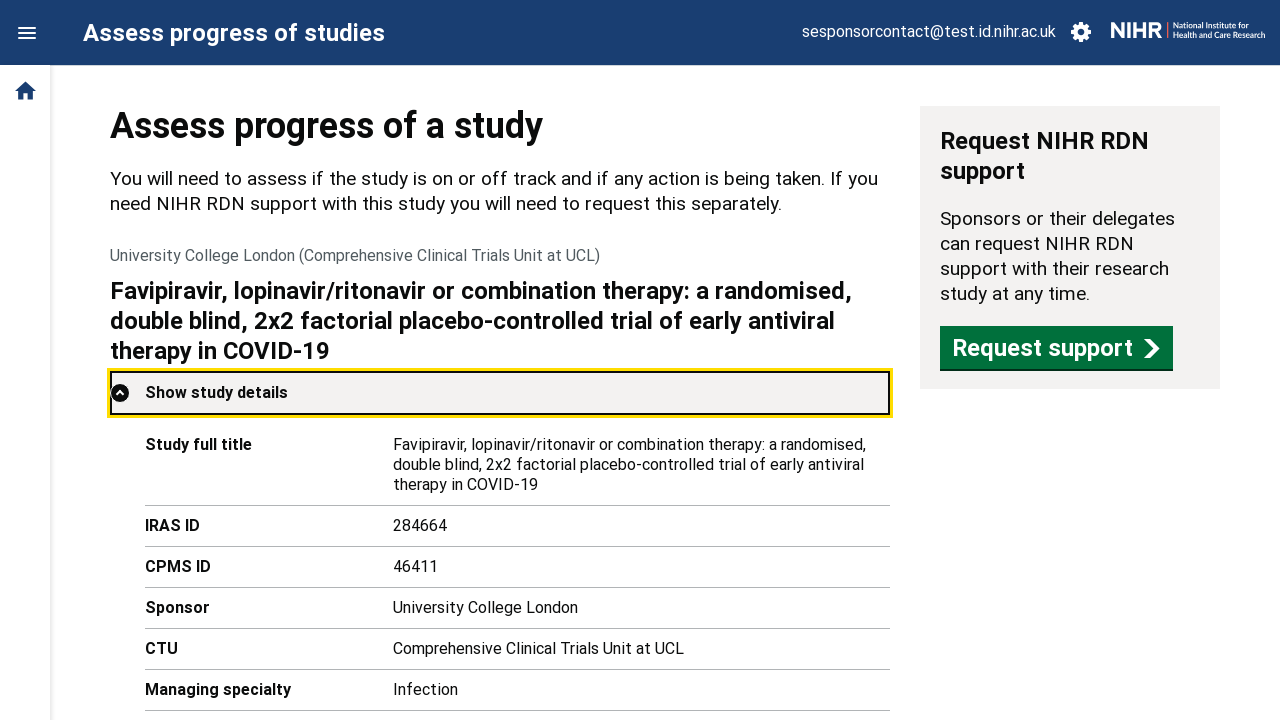 Assess progress of studies
sesponsorcontact@test.id.nihr.ac.uk
NIHR | National Institute for
Health and Care Research
Assess progress of a study
You will need to assess if the study is on or off track and if any action is being taken. If you
need NIHR RDN support with this study you will need to request this separately.
University College London (Comprehensive Clinical Trials Unit at UCL)
Favipiravir, lopinavir/ritonavir or combination therapy: a randomised,
double blind, 2x2 factorial placebo-controlled trial of early antiviral
therapy in COVID-19
Show study details
Study full title
Favipiravir, lopinavir/ritonavir or combination therapy: a randomised,
double blind, 2x2 factorial placebo-controlled trial of early antiviral
therapy in COVID-19
IRAS ID
284664
CPMS ID
46411
Sponsor
University College London
CTU
Comprehensive Clinical Trials Unit at UCL
Managing specialty
Infection
Request NIHR RDN
support
Sponsors or their delegates
can request NIHR RDN
support with their research
study at any time.
Request support